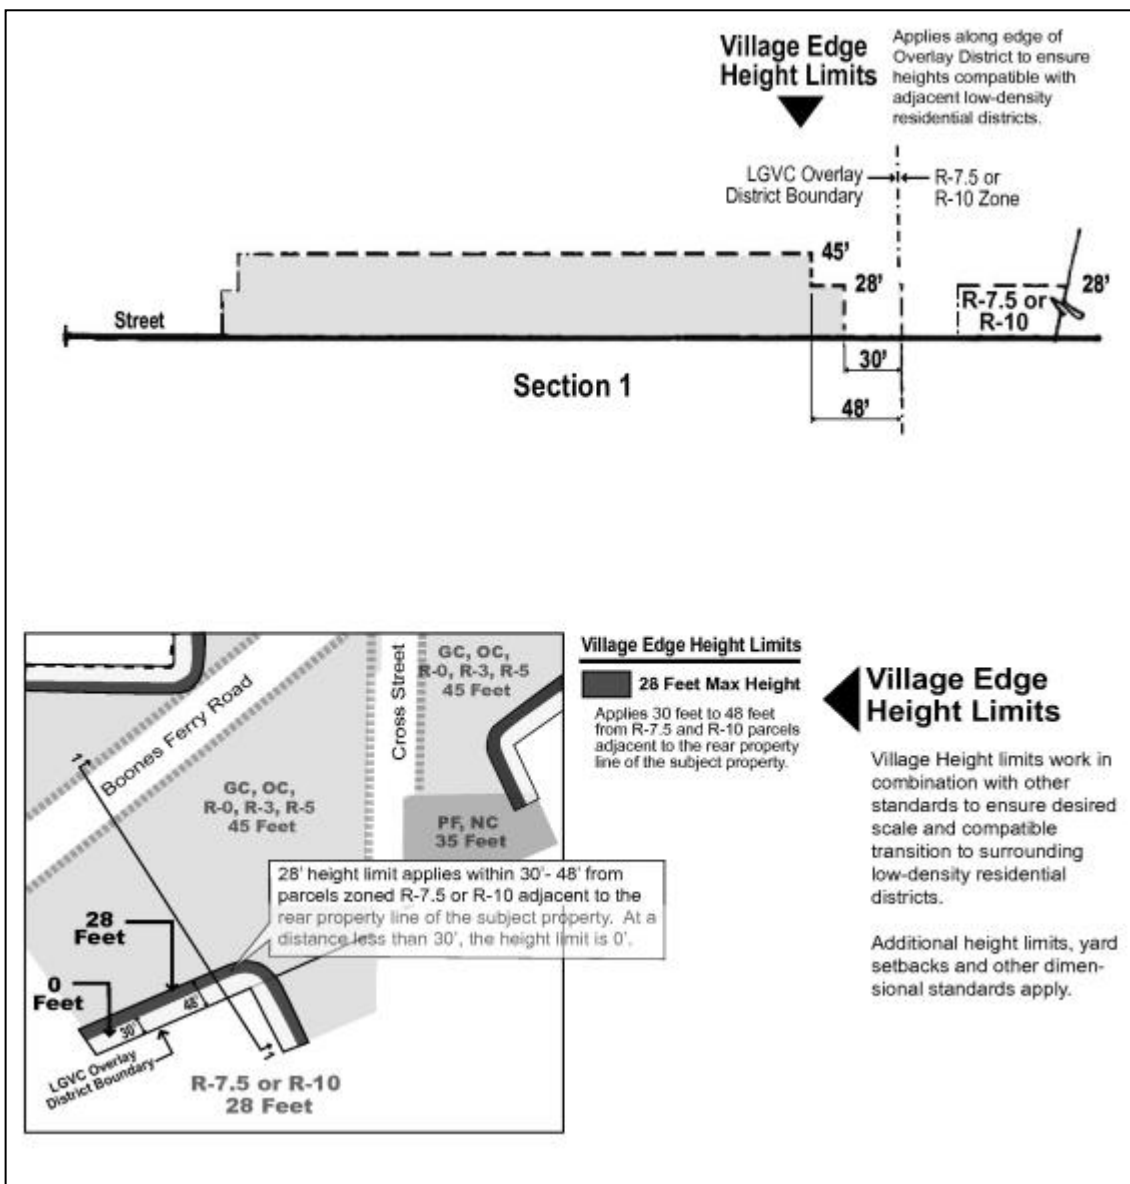 Village Edge
Height Limits
Applies along edge of
Overlay District to ensure
heights compatible with
adjacent low-density
residential districts.
LGVC Overlay
District Boundary
R-7.5 or
R-10 Zone
45'
28'
R-7.5 or
R-10
28'
Street
30'
48'
Section 1
GC, OC,
R-0, R-3, R-5
45 Feet
Cross Street
Boones Ferry Road
1
GC, OC,
R-0, R-3, R-5
45 Feet
PF, NC
35 Feet
28' height limit applies within 30'- 48' from
parcels zoned R-7.5 or R-10 adjacent to the
rear property line of the subject property. At a
distance less than 30', the height limit is 0'.
28
Feet
0
Feet
48'
30'
1
LGVC Overlay
District Boundary
R-7.5 or R-10
28 Feet
Village Edge Height Limits
28 Feet Max Height
Applies 30 feet to 48 feet
from R-7.5 and R-10 parcels
adjacent to the rear property
line of the subject property.
Village Edge
Height Limits
Village Height limits work in
combination with other
standards to ensure desired
scale and compatible
transition to surrounding
low-density residential
districts.
Additional height limits, yard
setbacks and other dimen-
sional standards apply.